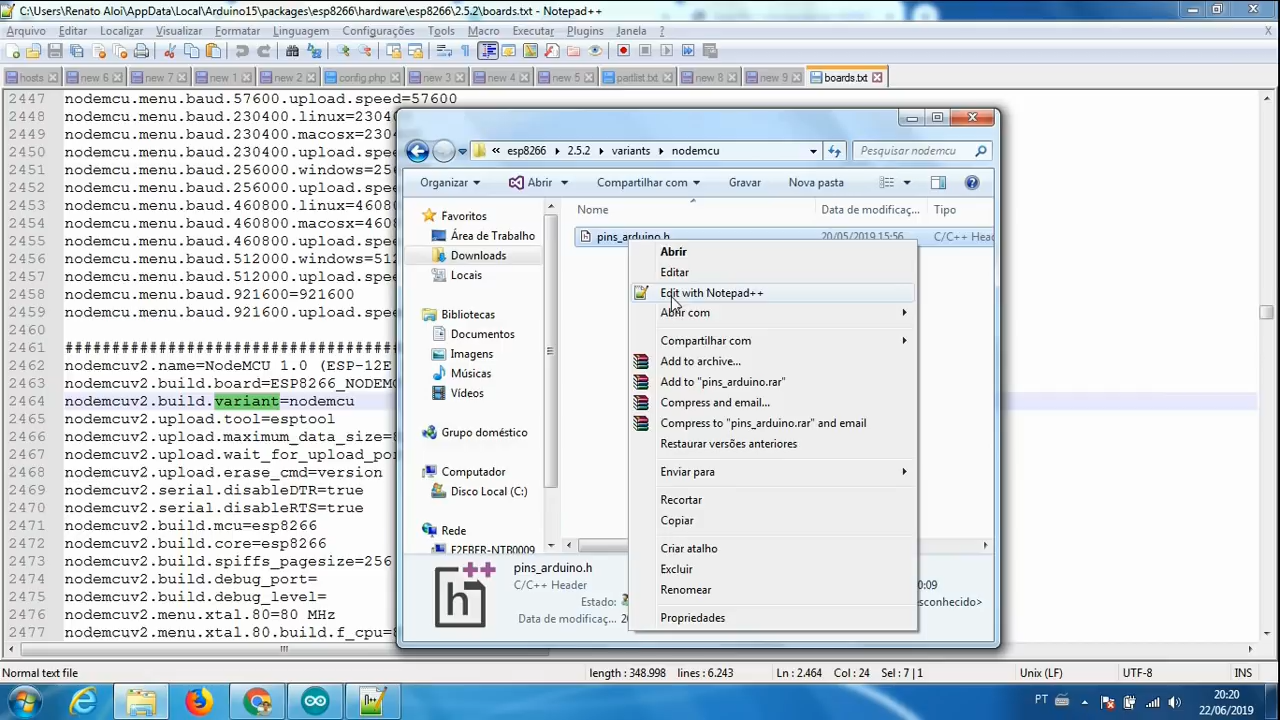 C:\Users\Renato Aloi\AppData\Local\Arduino15\packages\esp8266\hardware\esp8266\2.5.2\boards.txt - Notepad++
Arquivo Editar Localizar Visualizar Formatar Linguagem Configurações Tools Macro Executar Plugins Janela ? X
hosts new 6 new 7 new 1 new 2 config.php new 3 new 4 new 5 partlist.txt new 8 new 9 boards.txt
2447 nodemcu.menu.baud.57600.upload.speed=57600
2448 nodemcu.menu.baud.230400.linux=230400
2449 nodemcu.menu.baud.230400.macosx=230400
2450 nodemcu.menu.baud.230400.upload.spe
2451 nodemcu.menu.baud.256000.windows=256
2452 nodemcu.menu.baud.256000.upload.spe
2453 nodemcu.menu.baud.460800.linux=46080
2454 nodemcu.menu.baud.460800.macosx=4608
2455 nodemcu.menu.baud.460800.upload.spe
2456 nodemcu.menu.baud.512000.windows=512
2457 nodemcu.menu.baud.512000.upload.spe
2458 nodemcu.menu.baud.921600=921600
2459 nodemcu.menu.baud.921600.upload.spe
2460
2461 ###################################
2462 nodemcuv2.name=NodeMCU 1.0 (ESP-12E
2463 nodemcuv2.build.board=ESP8266_NODEMC
2464 nodemcuv2.build.variant=nodemcu
2465 nodemcuv2.upload.tool=esptool
2466 nodemcuv2.upload.maximum_data_size=8
2467 nodemcuv2.upload.wait_for_upload_por
2468 nodemcuv2.upload.erase_cmd=version
2469 nodemcuv2.serial.disableDTR=true
2470 nodemcuv2.serial.disableRTS=true
2471 nodemcuv2.build.mcu=esp8266
2472 nodemcuv2.build.core=esp8266
2473 nodemcuv2.build.spiffs_pagesize=256
2474 nodemcuv2.build.debug_port=
2475 nodemcuv2.build.debug_level=
2476 nodemcuv2.menu.xtal.80=80 MHz
2477 nodemcuv2.menu.xtal.80.build.f_cpu=8
« esp8266 2.5.2 variants nodemcu Pesquisar nodemcu
Organizar Abrir Compartilhar com Gravar Nova pasta
Nome Data de modificaç... Tipo
Favoritos
Área de Trabalho
Downloads
Locais
Bibliotecas
Documentos
Imagens
Músicas
Vídeos
Grupo doméstico
Computador
Disco Local (C:)
Rede
F2FBER-NTB0009
pins_arduino.h 20/05/2019 15:56 C/C++ Heade
Abrir
Editar
Edit with Notepad++
Abrir com
Compartilhar com
Add to archive...
Add to "pins_arduino.rar"
Compress and email...
Compress to "pins_arduino.rar" and email
Restaurar versões anteriores
Enviar para
Recortar
Copiar
Criar atalho
Excluir
Renomear
Propriedades
h++
pins_arduino.h
C/C++ Header
Estado:
Data de modificaç... 20
0:09
esconhecido>
Normal text file length : 348.998 lines : 6.243 Ln : 2.464 Col : 24 Sel : 7 | 1 Unix (LF) UTF-8 INS
PT 20:20
22/06/2019